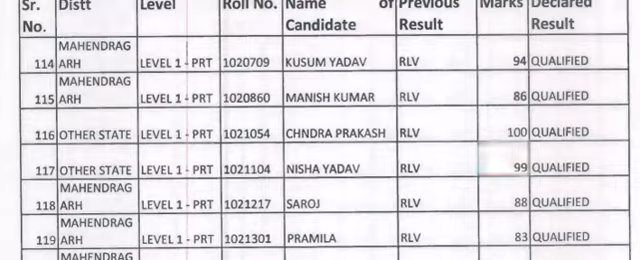 Sr. Distt Level Roll No. Name of Previous Marks Declared
No. Candidate Result Result
MAHENDRAG
114 ARH LEVEL 1 - PRT 1020709 KUSUM YADAV RLV 94 QUALIFIED
MAHENDRAG
115 ARH LEVEL 1 - PRT 1020860 MANISH KUMAR RLV 86 QUALIFIED
116 OTHER STATE LEVEL 1 - PRT 1021054 CHNDRA PRAKASH RLV 100 QUALIFIED
117 OTHER STATE LEVEL 1 - PRT 1021104 NISHA YADAV RLV 99 QUALIFIED
MAHENDRAG
118 ARH LEVEL 1 - PRT 1021217 SAROJ RLV 88 QUALIFIED
MAHENDRAG
119 ARH LEVEL 1 - PRT 1021301 PRAMILA RLV 83 QUALIFIED
MAHENDRAG